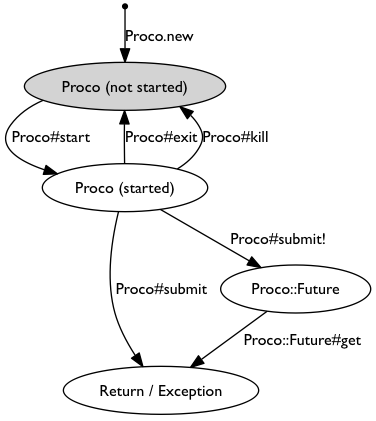 Proco.new
Proco (not started)
Proco#start
Proco#exit
Proco#kill
Proco (started)
Proco#submit!
Proco#submit
Proco::Future
Proco::Future#get
Return / Exception